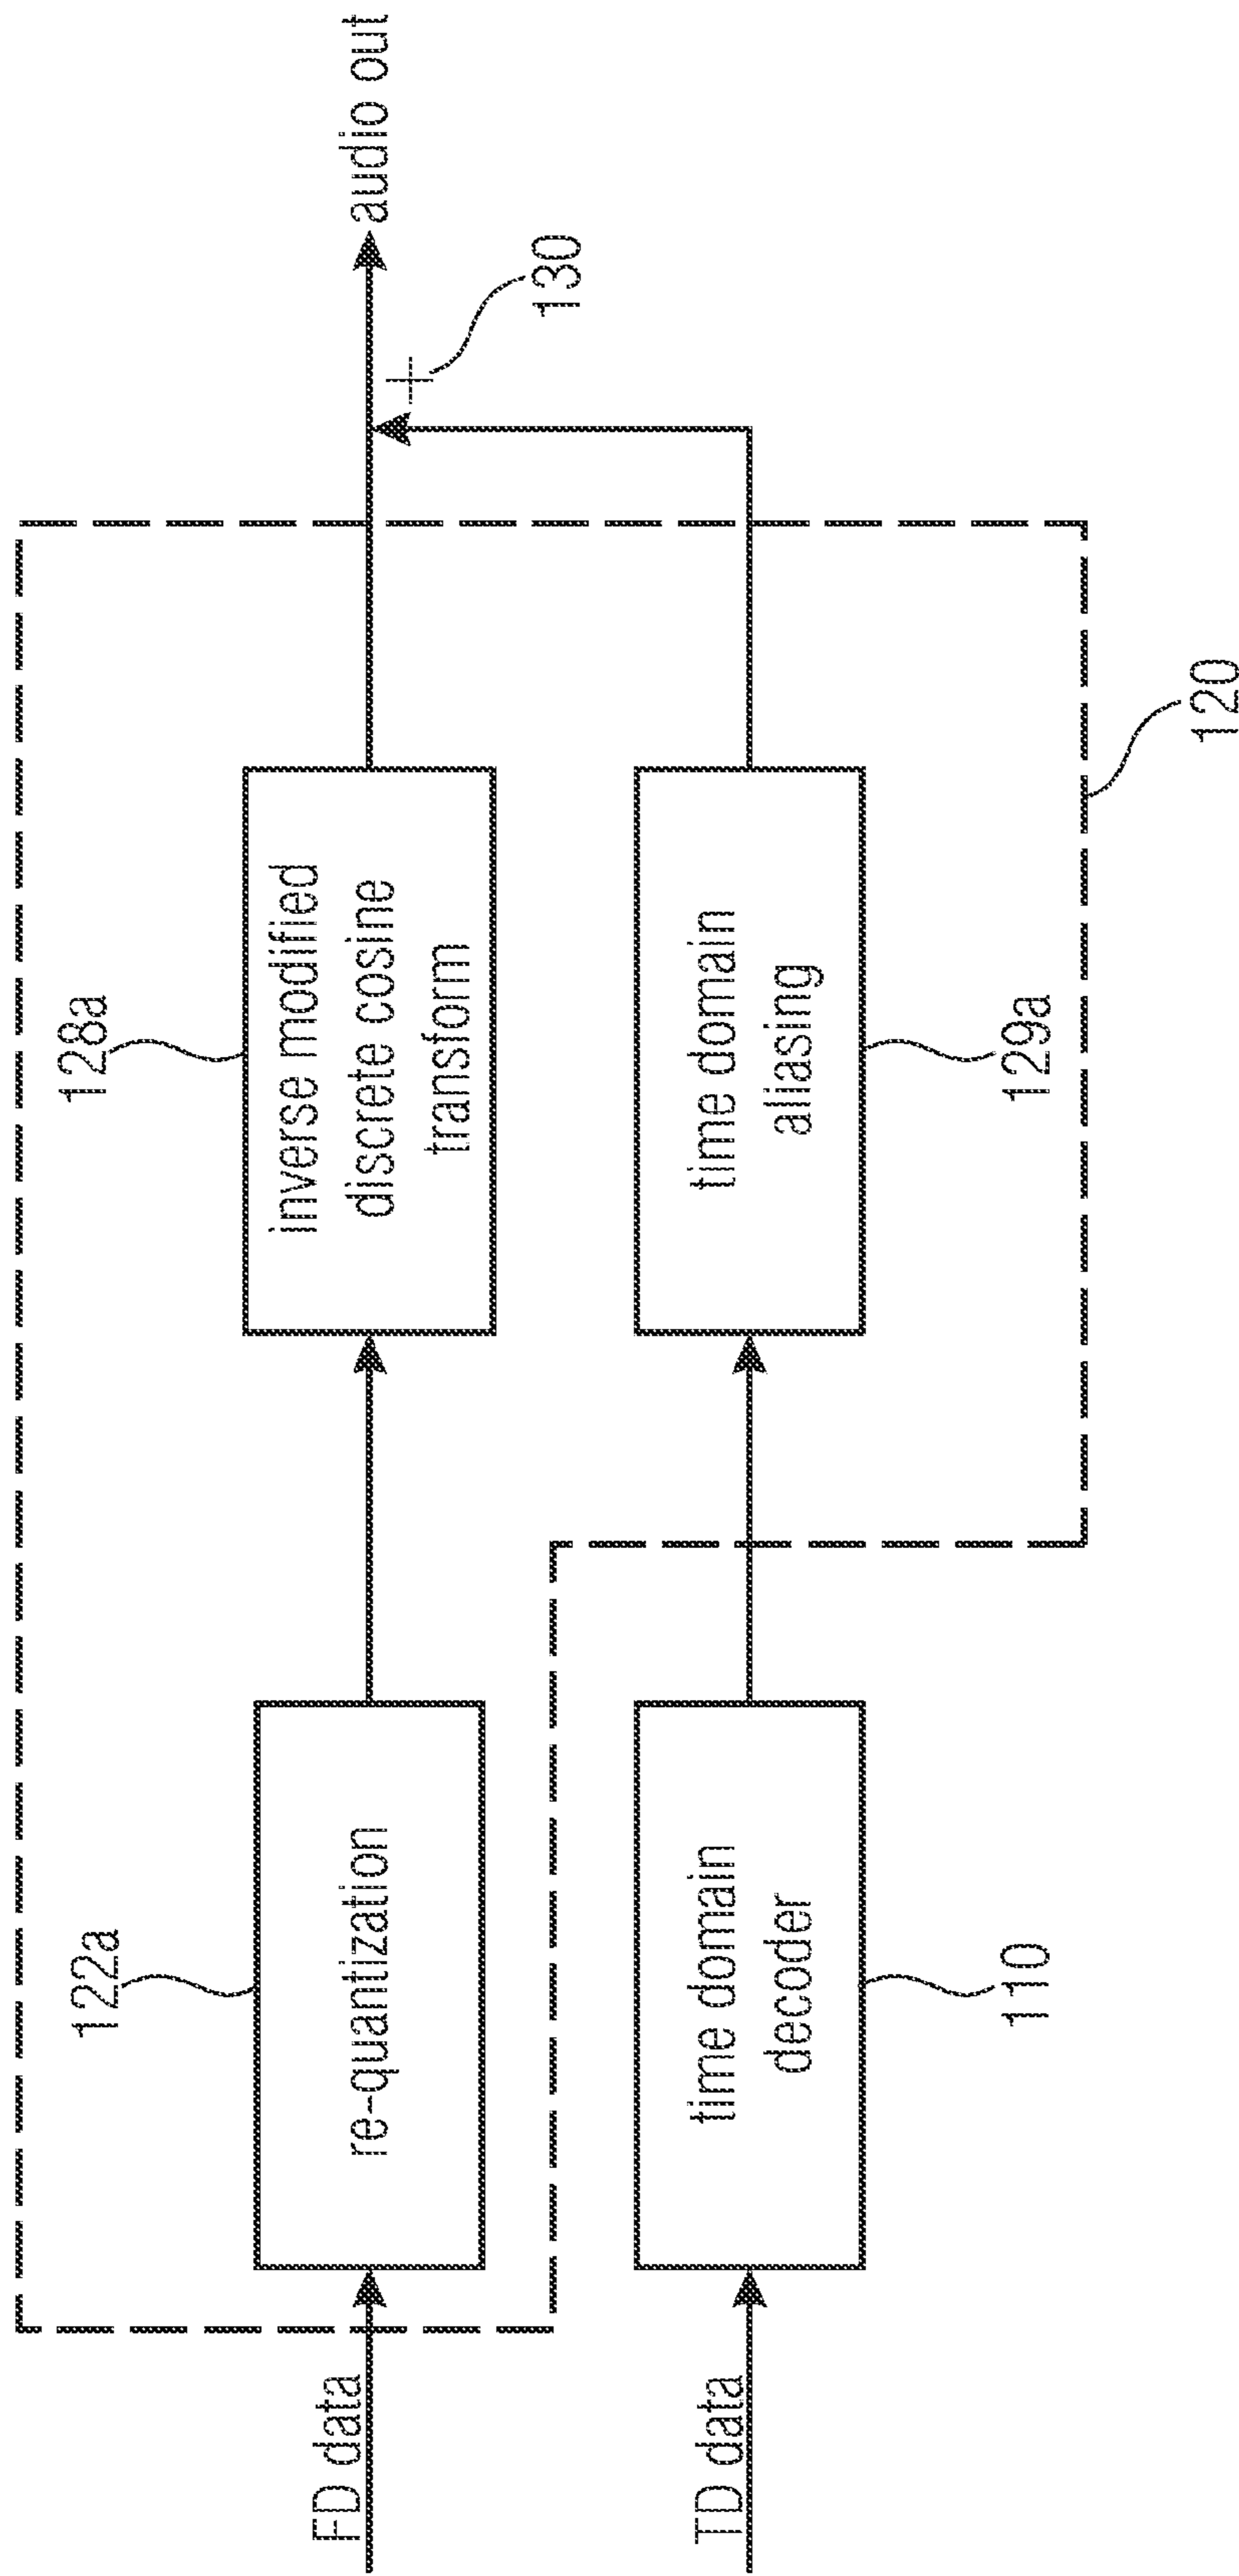 122a
128a
FD data
re-quantization
inverse modified
discrete cosine
transform
audio out
+
130
TD data
time domain
decoder
time domain
aliasing
110
129a
120